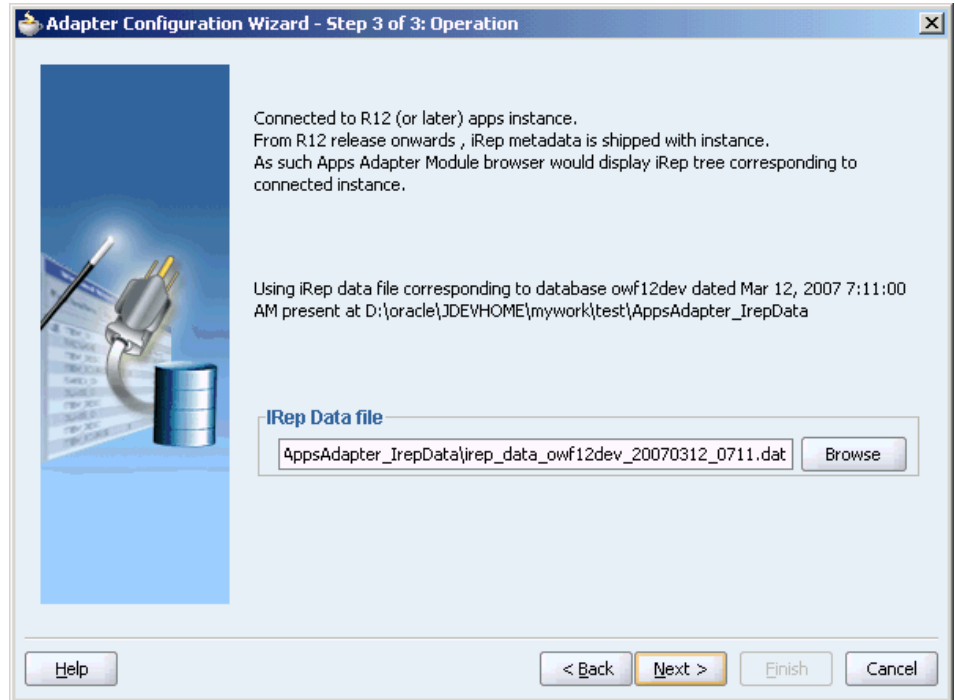 Adapter Configuration Wizard - Step 3 of 3: Operation
Connected to R12 (or later) apps instance.
From R12 release onwards , iRep metadata is shipped with instance.
As such Apps Adapter Module browser would display iRep tree corresponding to
connected instance.
Using iRep data file corresponding to database owf12dev dated Mar 12, 2007 7:11:00
AM present at D:\oracle\JDEVHOME\mywork\test\AppsAdapter_IrepData
IRep Data file
AppsAdapter_IrepData\irep_data_owf12dev_20070312_0711.dat Browse
Help < Back Next > Finish Cancel